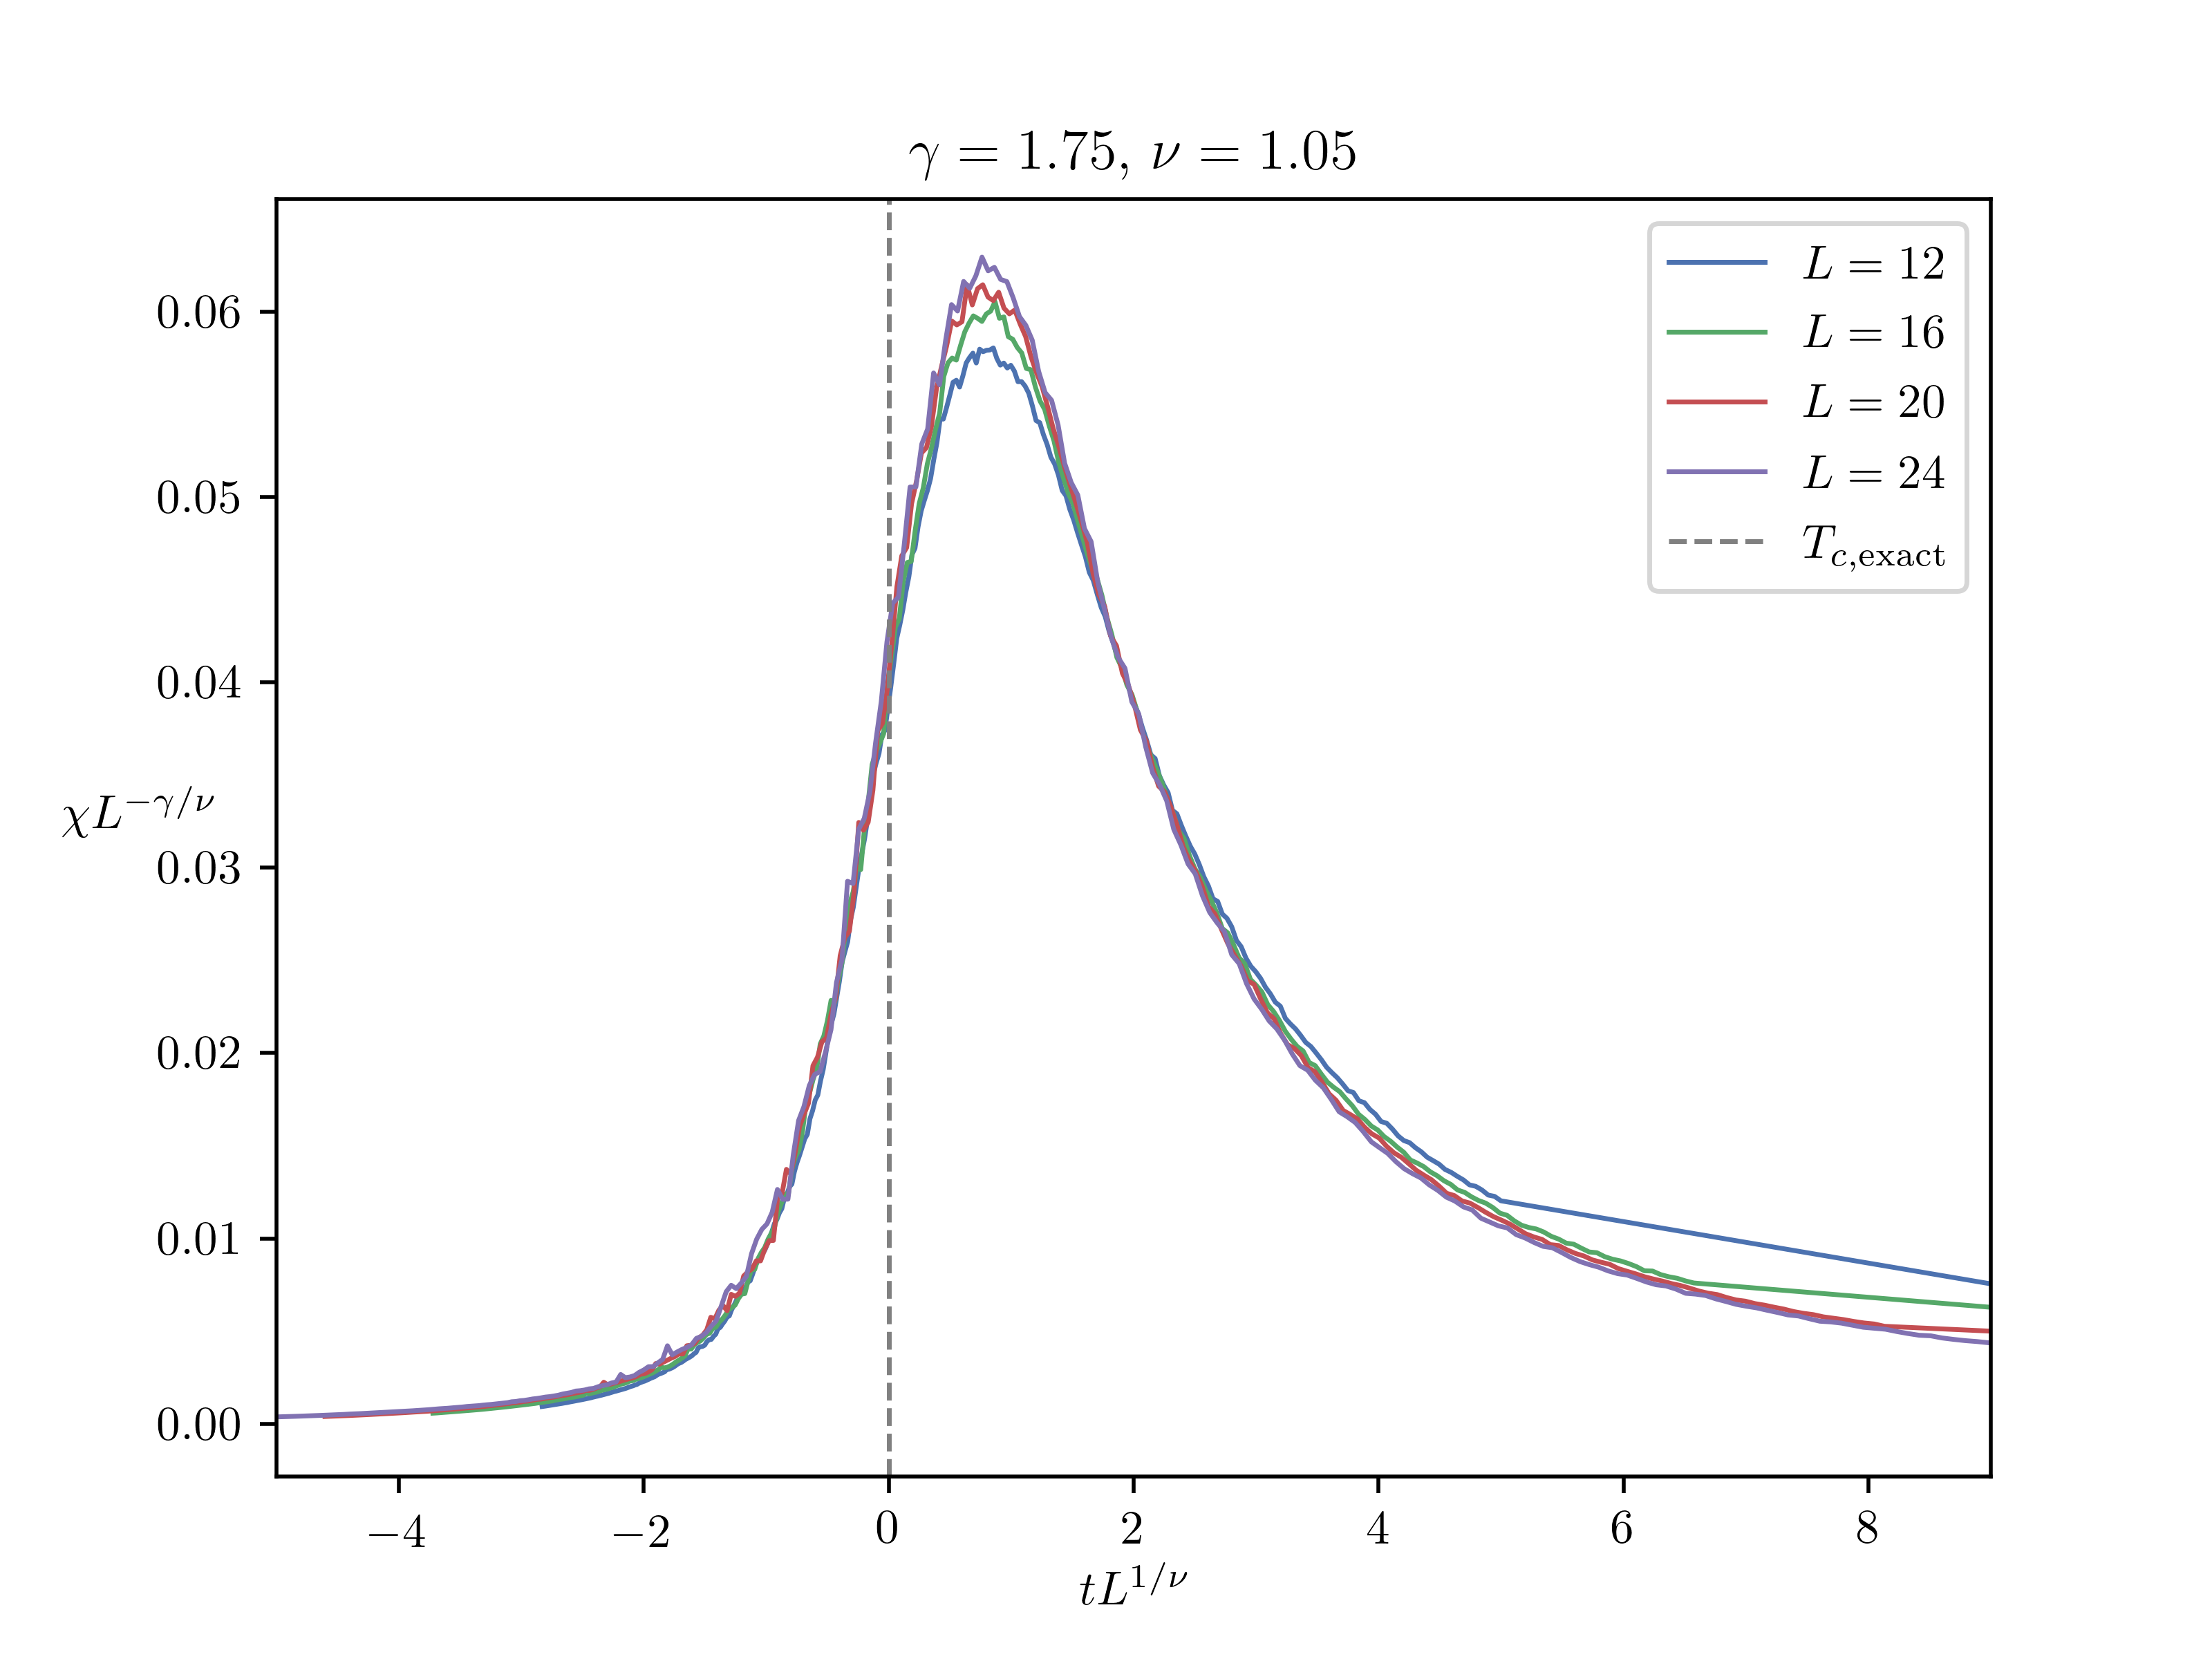 γ = 1.75, ν = 1.05
L = 12
L = 16
L = 20
L = 24
T_{c,exact}
0.06
0.05
0.04
0.03
0.02
0.01
0.00
χL^{−γ/ν}
−4 −2 0 2 4 6 8
tL^{1/ν}